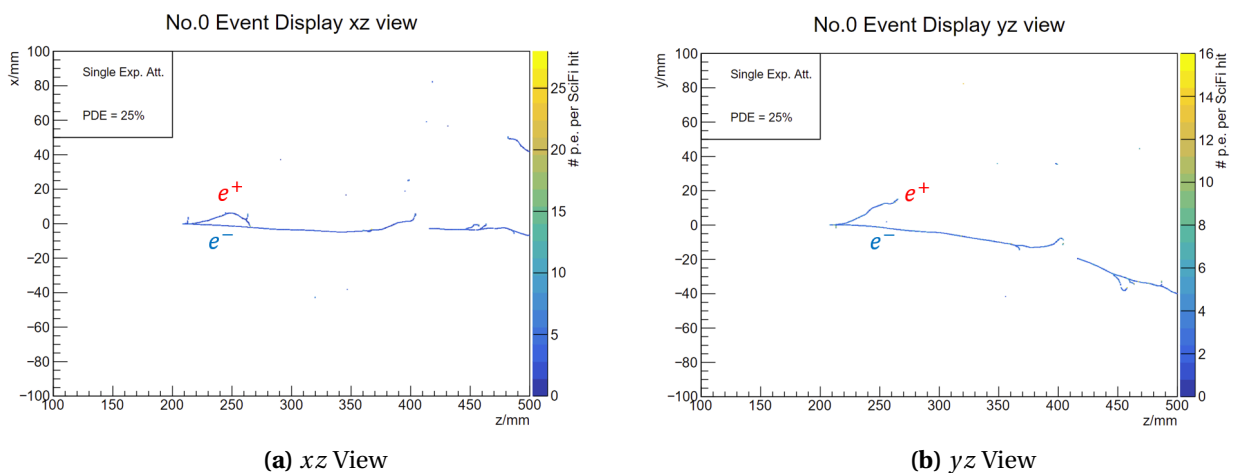 No.0 Event Display xz view
x/mm
100
80
60
40
20
0
−20
−40
−60
−80
−100
Single Exp. Att.
PDE = 25%
e+
e−
100 150 200 250 300 350 400 450 500
z/mm
25
20
15
10
5
0
# p.e. per SciFi hit
(a) xz View
No.0 Event Display yz view
y/mm
100
80
60
40
20
0
−20
−40
−60
−80
−100
Single Exp. Att.
PDE = 25%
e+
e−
100 150 200 250 300 350 400 450 500
z/mm
16
14
12
10
8
6
4
2
0
# p.e. per SciFi hit
(b) yz View